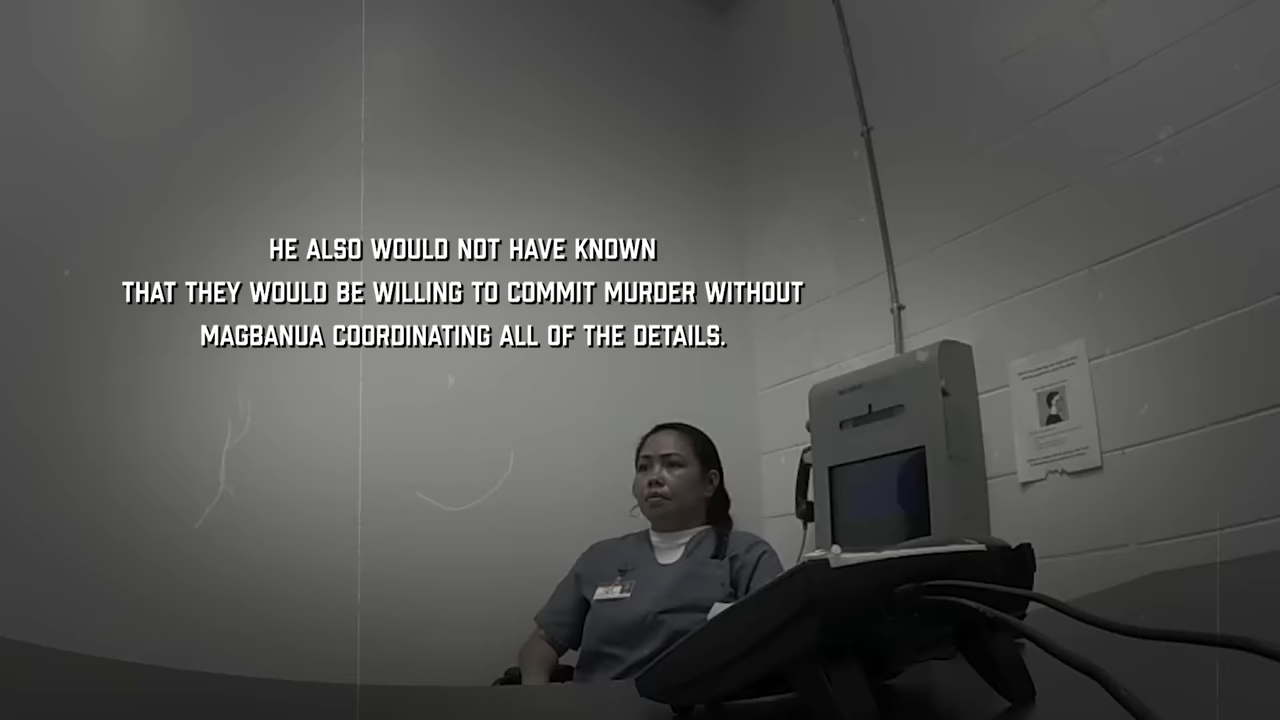 HE ALSO WOULD NOT HAVE KNOWN
THAT THEY WOULD BE WILLING TO COMMIT MURDER WITHOUT
MAGBANUA COORDINATING ALL OF THE DETAILS.